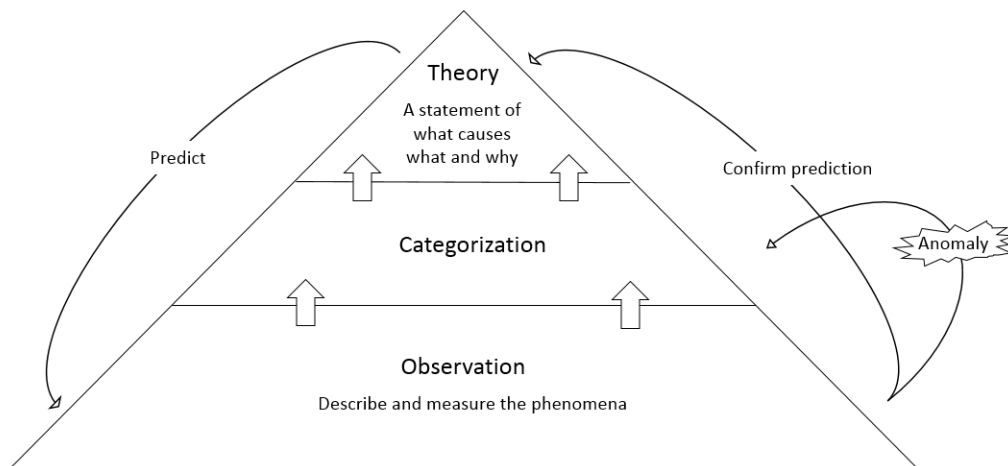 Theory
A statement of
what causes
what and why
Predict
Confirm prediction
Categorization
Anomaly
Observation
Describe and measure the phenomena